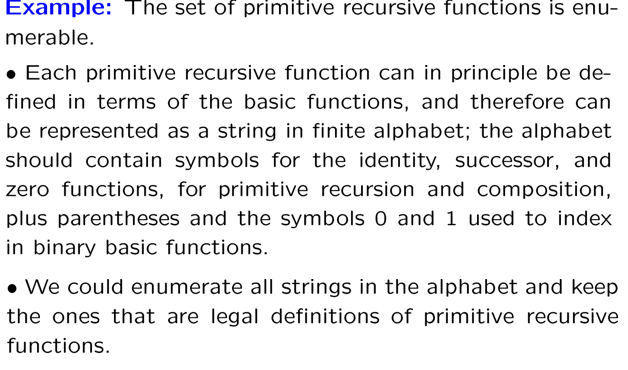 Example: The set of primitive recursive functions is enu-
merable.
• Each primitive recursive function can in principle be de-
fined in terms of the basic functions, and therefore can
be represented as a string in finite alphabet; the alphabet
should contain symbols for the identity, successor, and
zero functions, for primitive recursion and composition,
plus parentheses and the symbols 0 and 1 used to index
in binary basic functions.
• We could enumerate all strings in the alphabet and keep
the ones that are legal definitions of primitive recursive
functions.